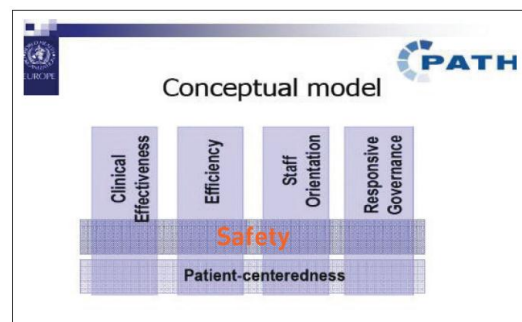 EUROPE
PATH
Conceptual model
Clinical
Effectiveness
Efficiency
Staff
Orientation
Responsive
Governance
Safety
Patient-centeredness